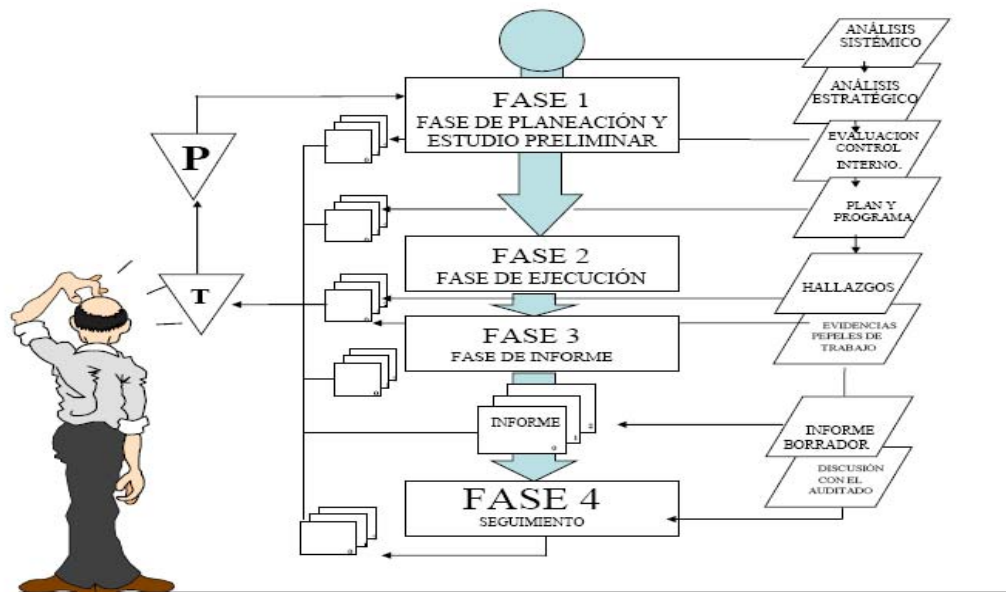 ANÁLISIS
SISTÉMICO
FASE 1
FASE DE PLANEACIÓN Y
ESTUDIO PRELIMINAR
ANÁLISIS
ESTRATÉGICO
P
EVALUACION
CONTROL
INTERNO.
PLAN Y
PROGRAMA
FASE 2
FASE DE EJECUCIÓN
T
HALLAZGOS
FASE 3
FASE DE INFORME
EVIDENCIAS
PEPELES DE
TRABAJO
INFORME
INFORME
BORRADOR
FASE 4
SEGUIMIENTO
DISCUSIÓN
CON EL
AUDITADO